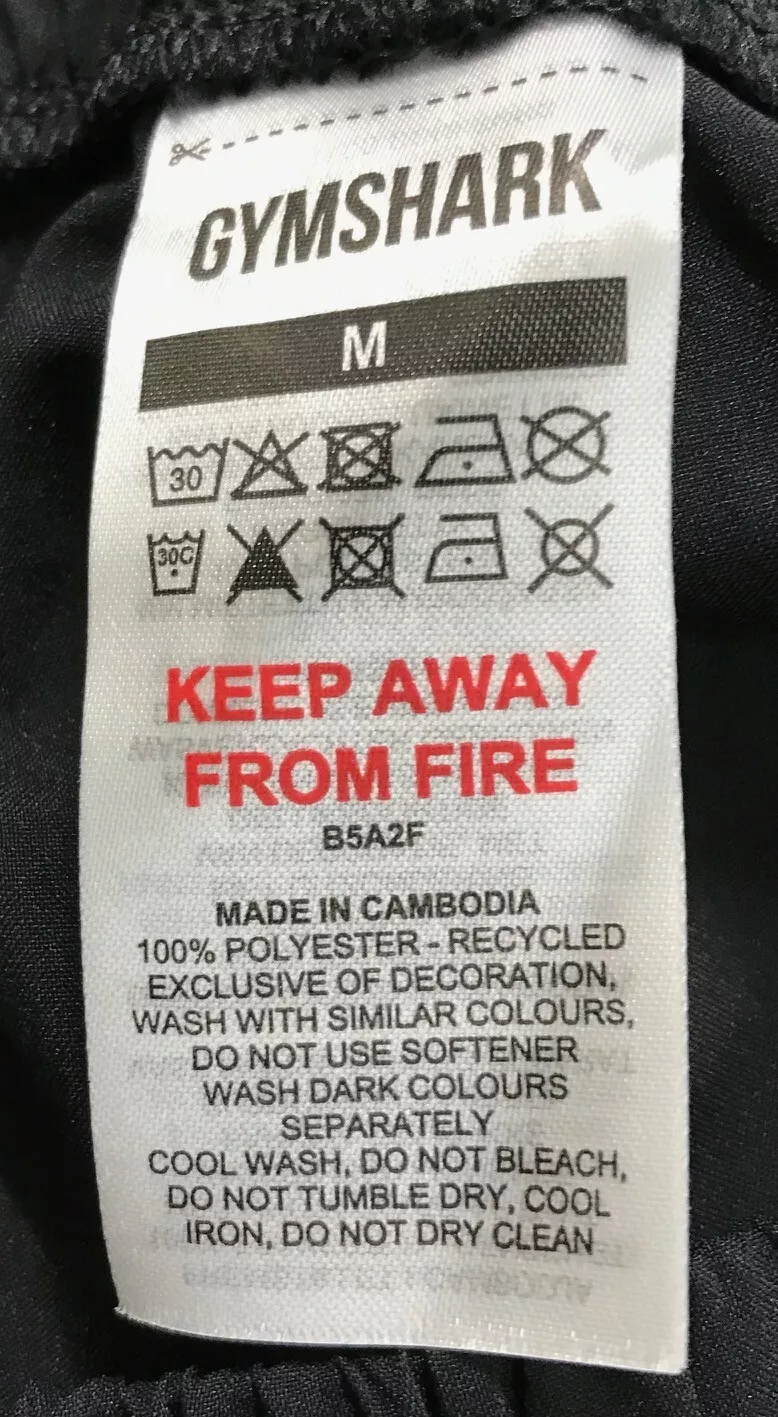 GYMSHARK
M
30
30C
KEEP AWAY
FROM FIRE
B5A2F
MADE IN CAMBODIA
100% POLYESTER - RECYCLED
EXCLUSIVE OF DECORATION,
WASH WITH SIMILAR COLOURS,
DO NOT USE SOFTENER
WASH DARK COLOURS
SEPARATELY
COOL WASH, DO NOT BLEACH,
DO NOT TUMBLE DRY, COOL
IRON, DO NOT DRY CLEAN